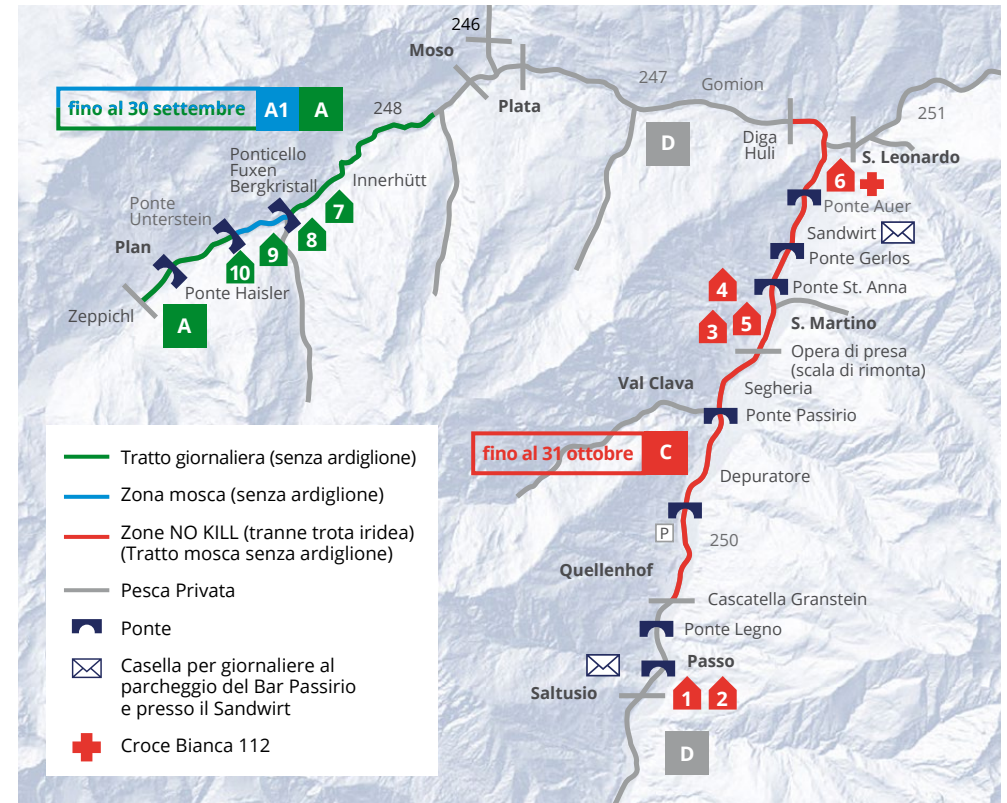 246
Moso
fino al 30 settembre A1 A
248
247
Gomion
Plata
251
D
Diga
Huli
S. Leonardo
Ponticello
Fuxen
Bergkristall
Innerhütt
6
7
Ponte Auer
Ponte
Unterstein
8
Sandwirt
Plan
9
10
Ponte Gerlos
Ponte Haisler
4
Ponte St. Anna
Zeppichl
A
3
5
S. Martino
Opera di presa
(scala di rimonta)
Val Clava
Segheria
Ponte Passirio
fino al 31 ottobre C
Depuratore
P
250
Quellenhof
Cascatella Granstein
Ponte Legno
Passo
Saltusio
1
2
D
Tratto giornaliera (senza ardiglione)
Zona mosca (senza ardiglione)
Zone NO KILL (tranne trota iridea)
(Tratto mosca senza ardiglione)
Pesca Privata
Ponte
Casella per giornaliere al
parcheggio del Bar Passirio
e presso il Sandwirt
Croce Bianca 112